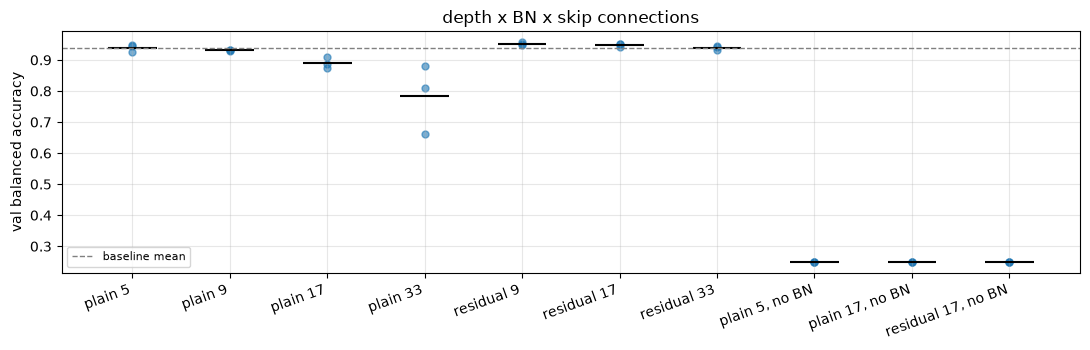 depth x BN x skip connections
val balanced accuracy
0.9
0.8
0.7
0.6
0.5
0.4
0.3
baseline mean
plain 5
plain 9
plain 17
plain 33
residual 9
residual 17
residual 33
plain 5, no BN
plain 17, no BN
residual 17, no BN